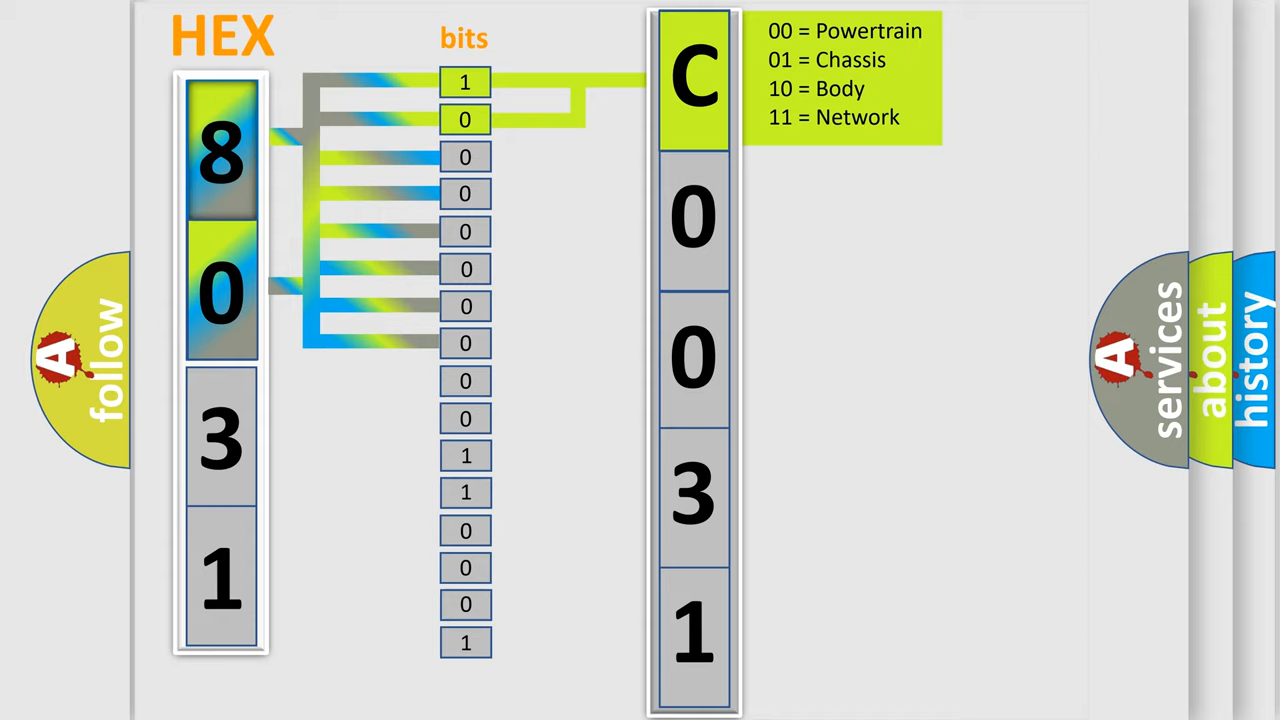 HEX
8
0
3
1
bits
1
0
0
0
0
0
0
0
0
0
1
1
0
0
0
1
C
0
0
3
1
00 = Powertrain
01 = Chassis
10 = Body
11 = Network
A
follow
A
services
about
history